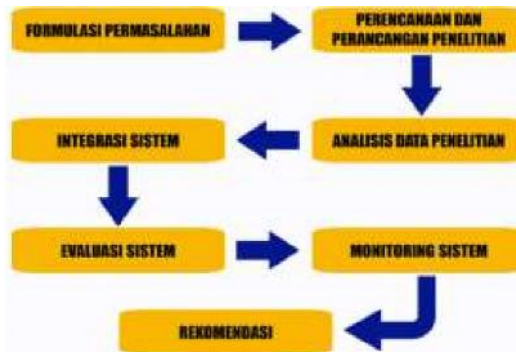 FORMULASI PERMASALAHAN
PERENCANAAN DAN
PERANCANGAN PENELITIAN
ANALISIS DATA PENELITIAN
INTEGRASI SISTEM
EVALUASI SISTEM
MONITORING SISTEM
REKOMENDASI